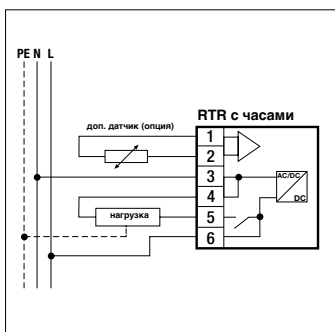 PE N L
доп. датчик (опция)
RTR с часами
1
2
3
4
AC/DC
DC
нагрузка
5
6